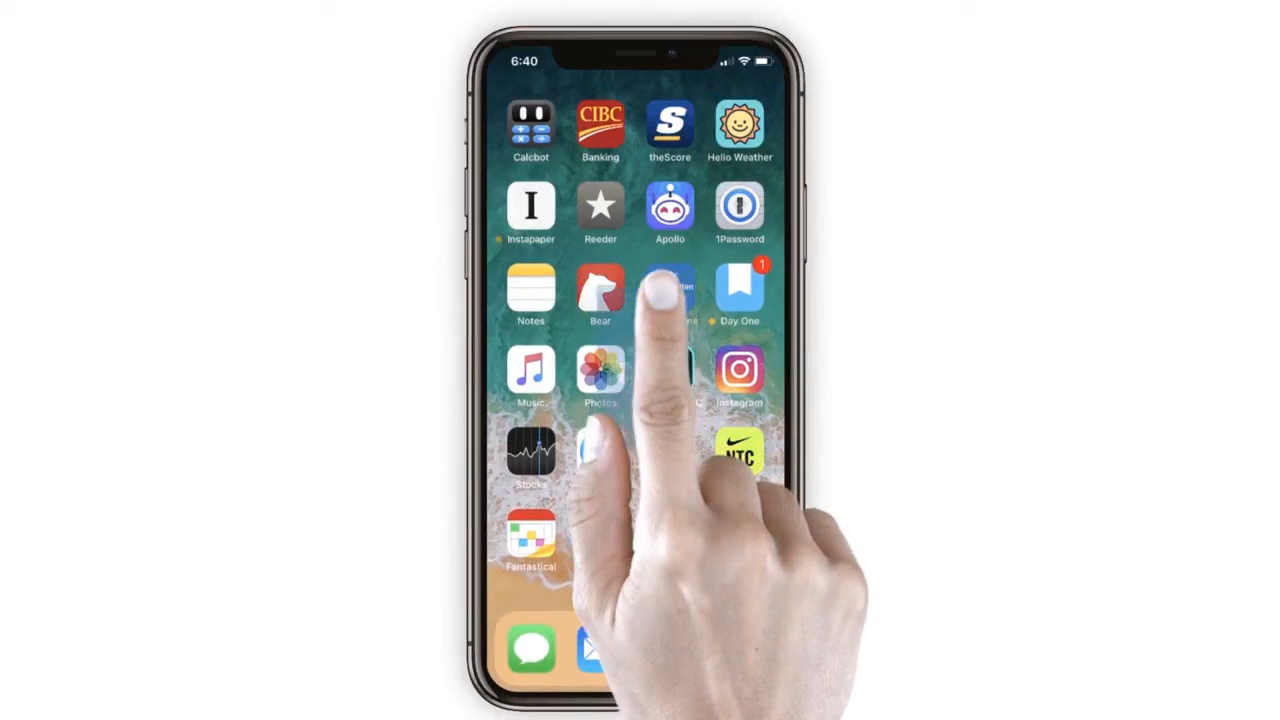 6:40
CIBC
S
Calcbot Banking theScore Hello Weather
I
Instapaper Reeder Apollo 1Password
1
Notes Bear Day One
Music Photos Instagram
NTC
Stocks
Fantastical